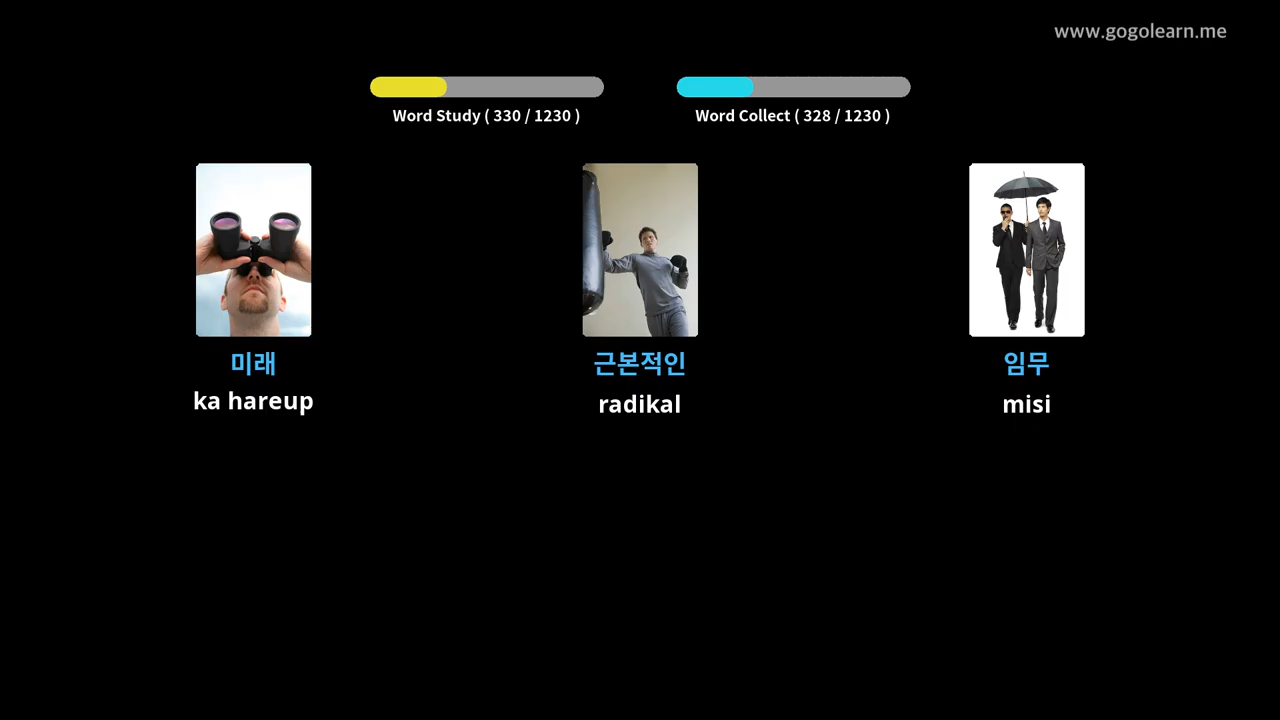 www.gogolearn.me
Word Study ( 330 / 1230 )
Word Collect ( 328 / 1230 )
미래
ka hareup
근본적인
radikal
임무
misi